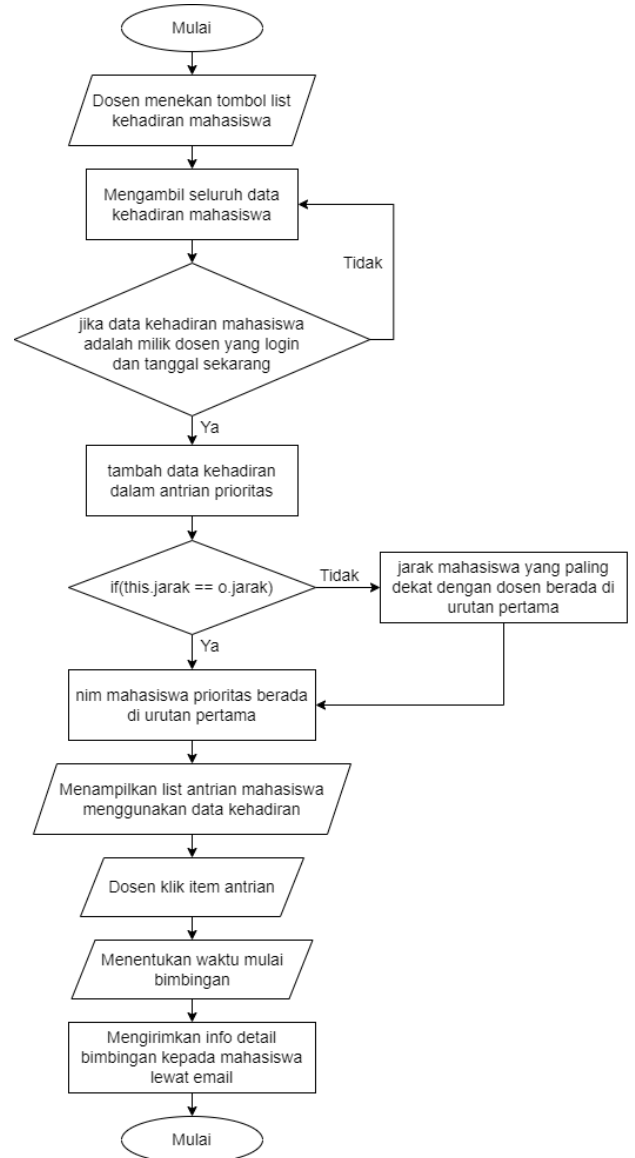 Mulai
Dosen menekan tombol list
kehadiran mahasiswa
Mengambil seluruh data
kehadiran mahasiswa
Tidak
jika data kehadiran mahasiswa
adalah milik dosen yang login
dan tanggal sekarang
Ya
tambah data kehadiran
dalam antrian prioritas
if(this.jarak == o.jarak)
Tidak
jarak mahasiswa yang paling
dekat dengan dosen berada di
urutan pertama
Ya
nim mahasiswa prioritas berada
di urutan pertama
Menampilkan list antrian mahasiswa
menggunakan data kehadiran
Dosen klik item antrian
Menentukan waktu mulai
bimbingan
Mengirimkan info detail
bimbingan kepada mahasiswa
lewat email
Mulai